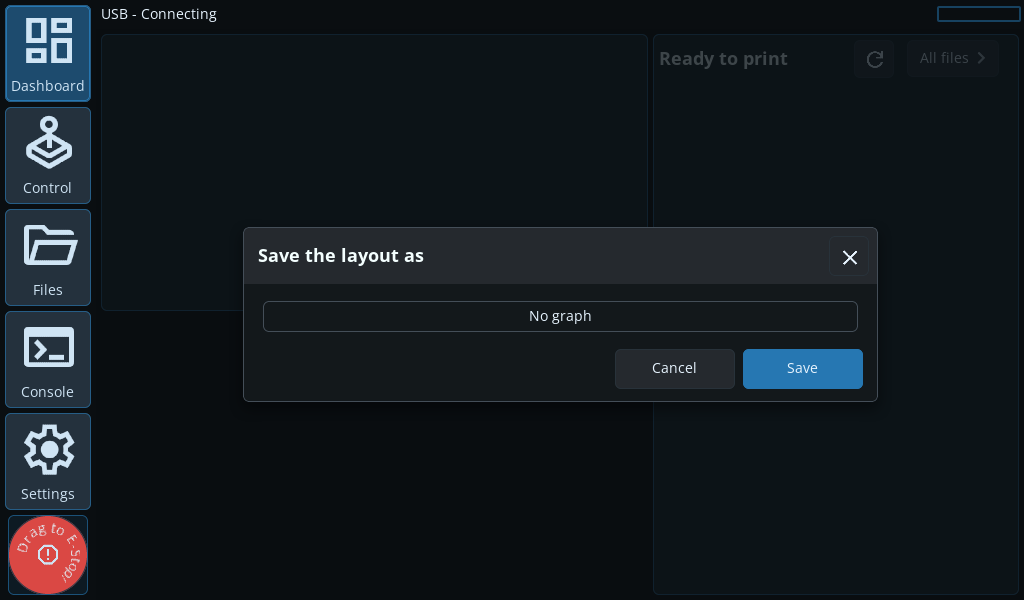 USB - Connecting
Dashboard
Control
Files
Console
Settings
Drag to E-Stop!
Ready to print
All files
Save the layout as
No graph
Cancel
Save